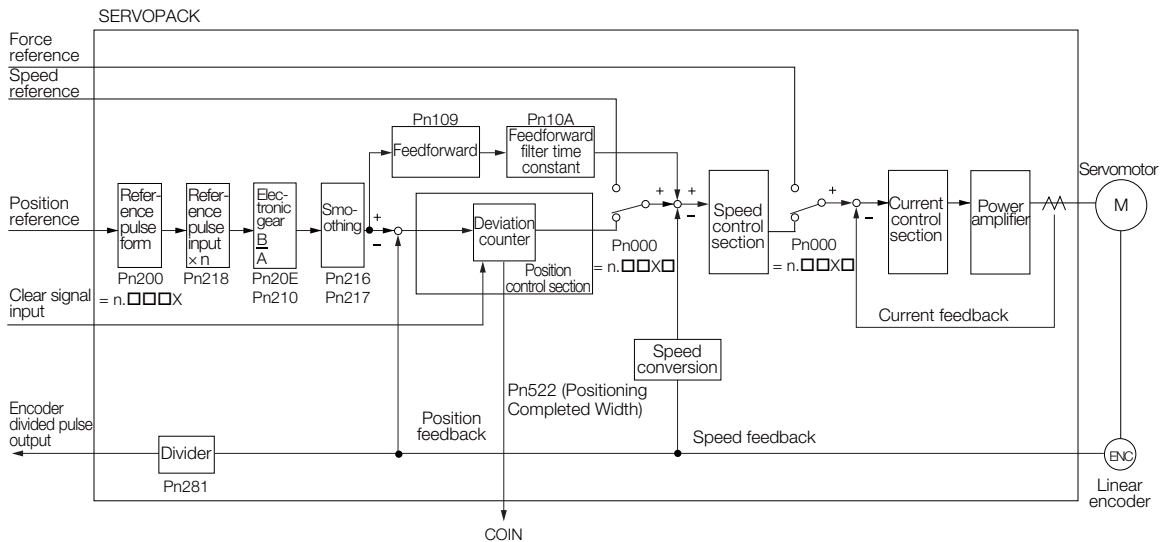 SERVOPACK
Force
reference
Speed
reference
Pn109
Feedforward
Pn10A
Feedforward
filter time
constant
Servomotor
M
Position
reference
Refer-
ence
pulse
form
Pn200
= n.□□□X
Refer-
ence
pulse
input
× n
Pn218
Elec-
tronic
gear
B
A
Pn20E
Pn210
Smo-
othing
Pn216
Pn217
+
−
Deviation
counter
Position
control section
Pn000
= n.□□X□
+
+
−
Speed
control
section
Pn000
= n.□□X□
+
−
Current
control
section
Power
amplifier
Clear signal
input
Current feedback
Speed
conversion
Pn522 (Positioning
Completed Width)
Encoder
divided pulse
output
Divider
Pn281
Position
feedback
Speed feedback
ENC
Linear
encoder
COIN